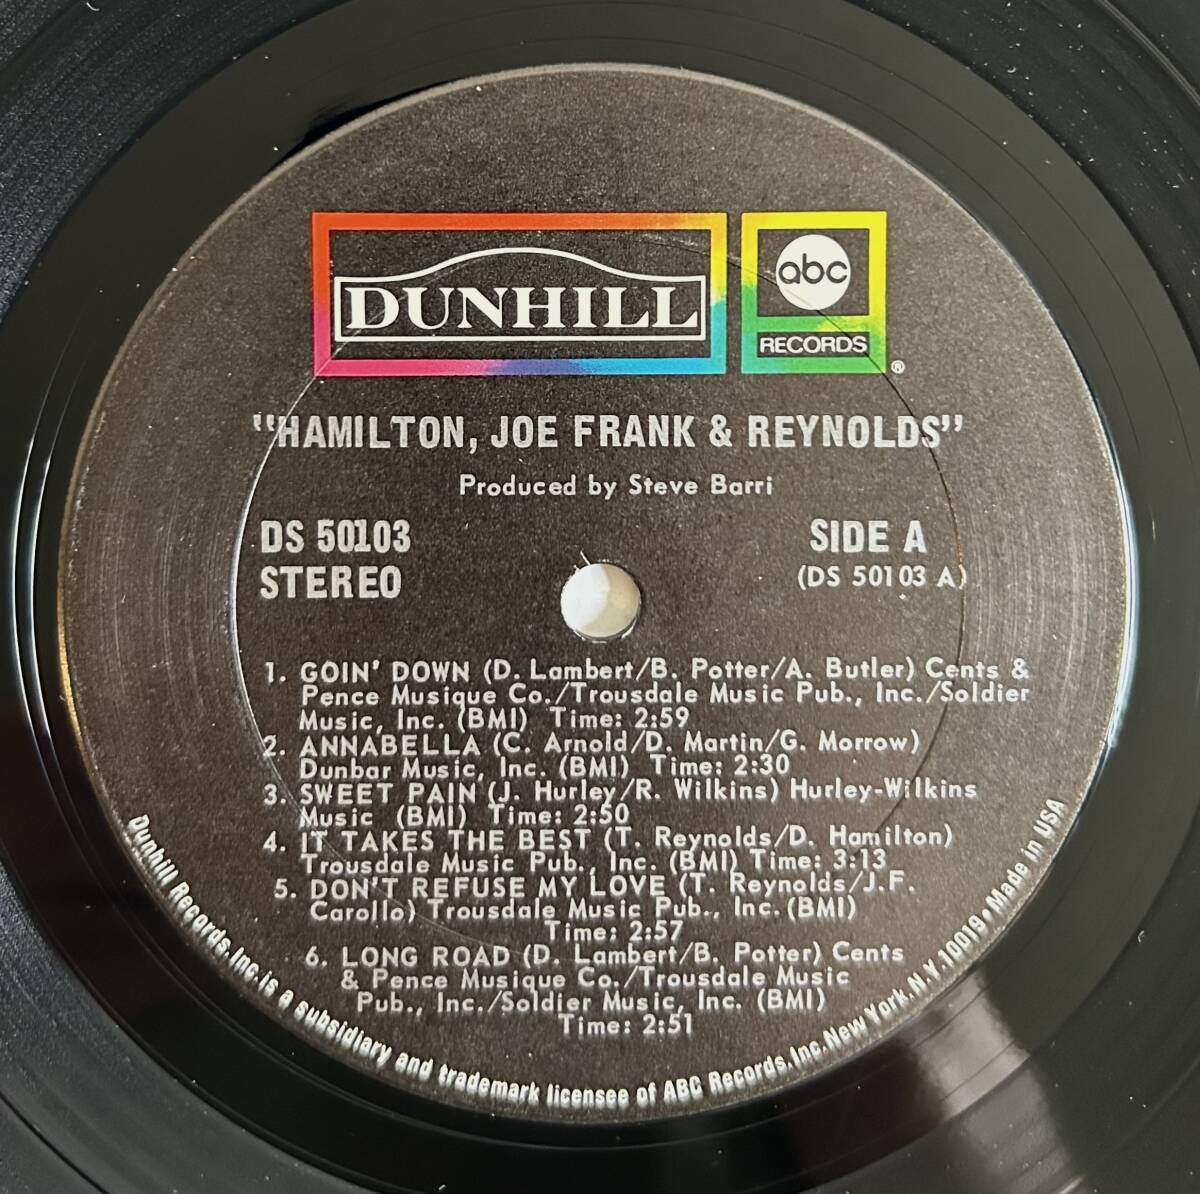 DUNHILL
abc
RECORDS
®
"HAMILTON, JOE FRANK & REYNOLDS"
Produced by Steve Barri
DS 50103
STEREO
SIDE A
(DS 50103 A)
1. GOIN' DOWN (D. Lambert/B. Potter/A. Butler) Cents &
Pence Musique Co./Trousdale Music Pub., Inc./Soldier
Music, Inc. (BMI) Time: 2:59
2. ANNABELLA (C. Arnold/D. Martin/G. Morrow)
Dunbar Music, Inc. (BMI) Time: 2:30
3. SWEET PAIN (J. Hurley/R. Wilkins) Hurley-Wilkins
Music (BMI) Time: 2:50
4. IT TAKES THE BEST (T. Reynolds/D. Hamilton)
Trousdale Music Pub., Inc. (BMI) Time: 3:13
5. DON'T REFUSE MY LOVE (T. Reynolds/J.F.
Carollo) Trousdale Music Pub., Inc. (BMI)
Time: 2:57
6. LONG ROAD (D. Lambert/B. Potter) Cents
& Pence Musique Co./Trousdale Music
Pub., Inc./Soldier Music, Inc. (BMI)
Time: 2:51
Dunhill Records, Inc. is a subsidiary and trademark licensee of ABC Records, Inc. New York, N.Y. 10019 • Made in USA